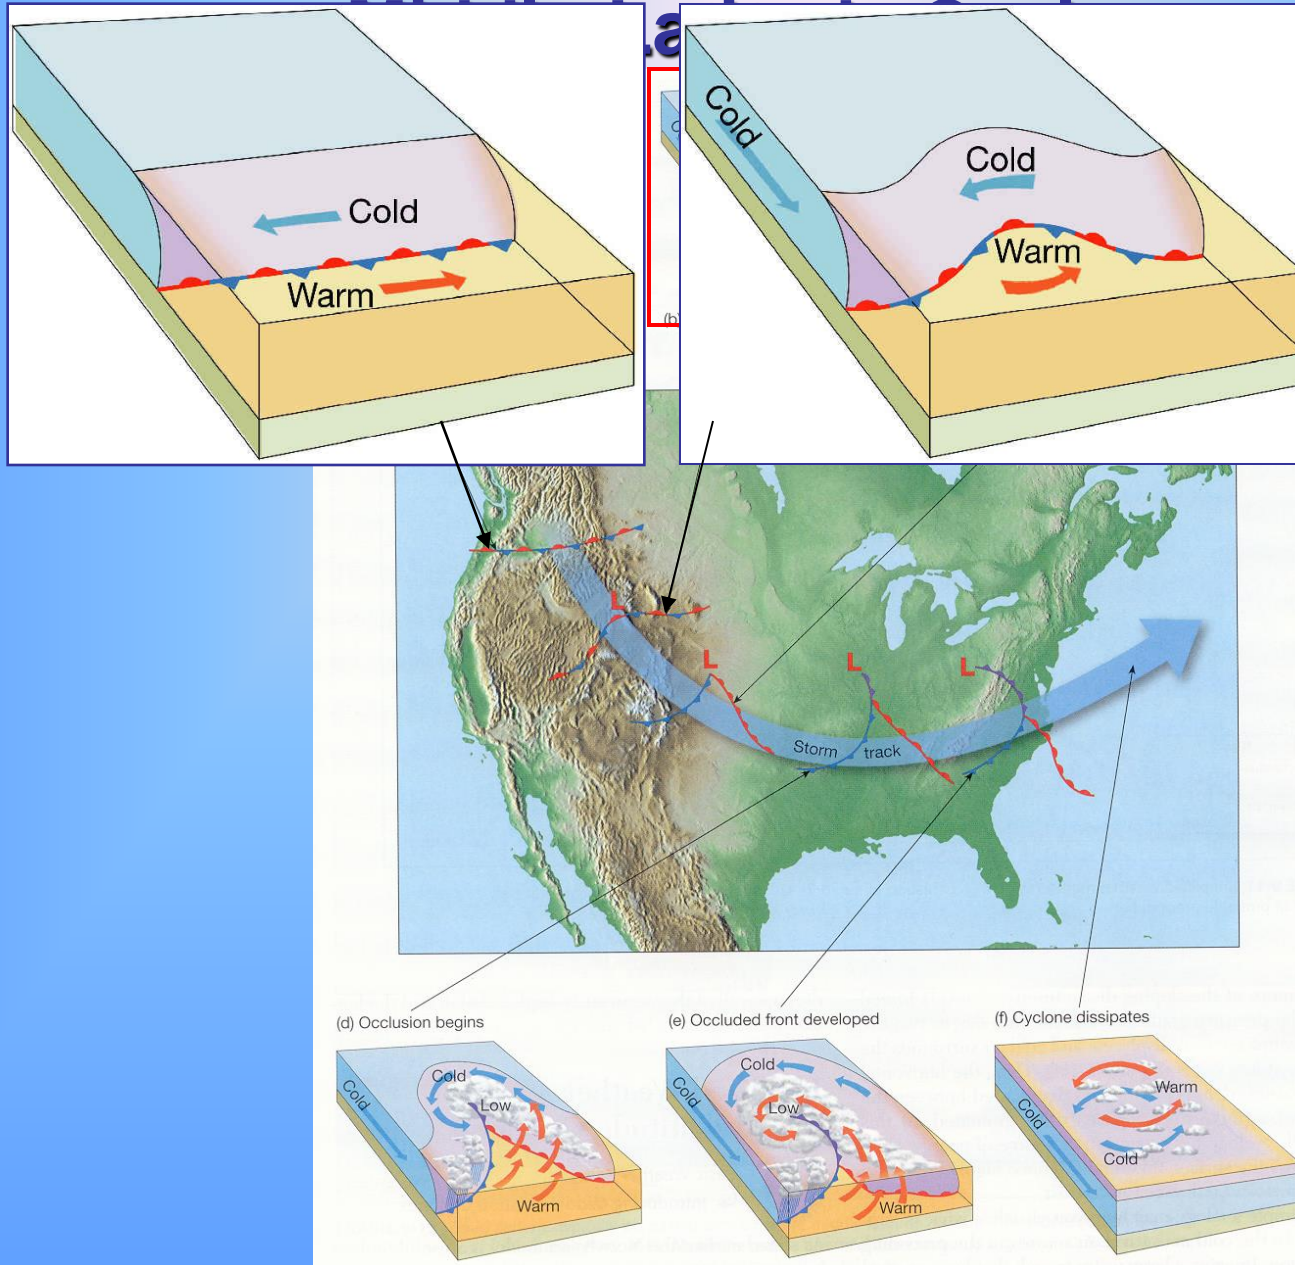 Cold
Warm
Cold
Cold
Warm
(b)
L
L
L
L
Storm track
(d) Occlusion begins
(e) Occluded front developed
(f) Cyclone dissipates
Cold
Cold
Low
Warm
Cold
Cold
Low
Warm
Cold
Warm
Cold